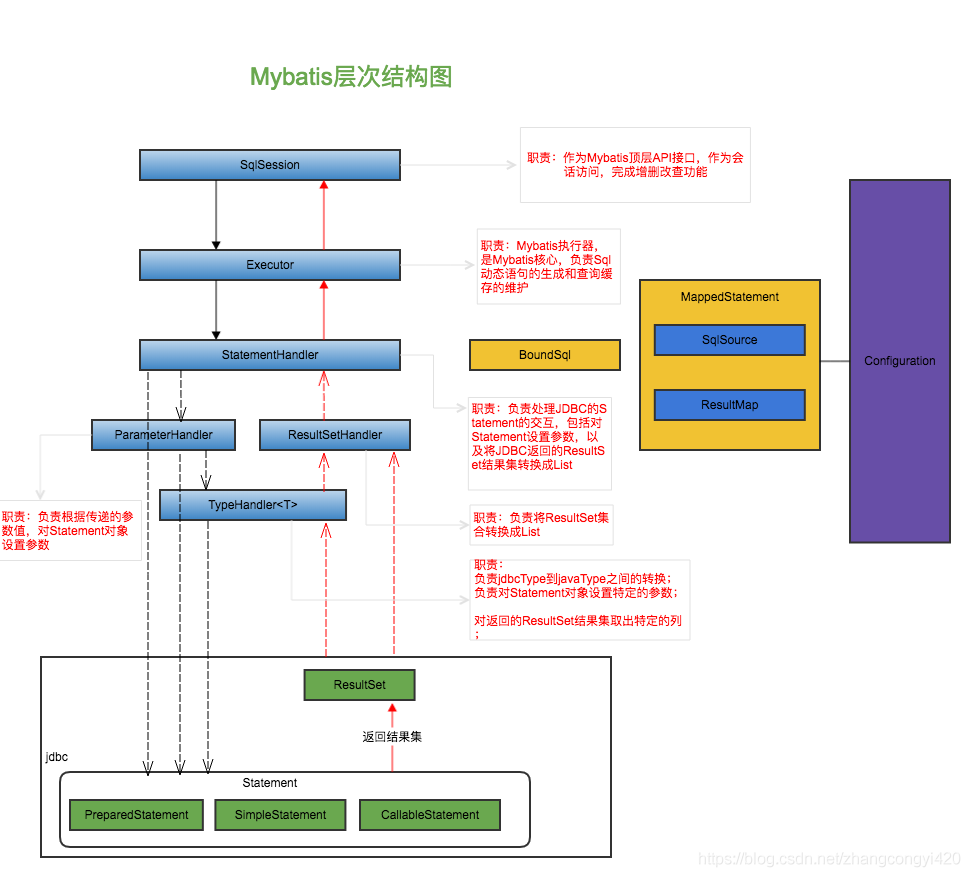 Mybatis层次结构图
SqlSession
职责：作为Mybatis顶层API接口，作为会
话访问，完成增删改查功能
Executor
职责：Mybatis执行器，
是Mybatis核心，负责Sql
动态语句的生成和查询缓
存的维护
MappedStatement
SqlSource
ResultMap
Configuration
StatementHandler
BoundSql
职责：负责处理JDBC的S
tatement的交互，包括对
Statement设置参数，以
及将JDBC返回的ResultS
et结果集转换成List
ParameterHandler
ResultSetHandler
TypeHandler<T>
职责：负责根据传递的参
数值，对Statement对象
设置参数
职责：负责将ResultSet集
合转换成List
职责：
负责jdbcType到javaType之间的转换；
负责对Statement对象设置特定的参数；
对返回的ResultSet结果集取出特定的列
；
ResultSet
返回结果集
jdbc
Statement
PreparedStatement
SimpleStatement
CallableStatement
https://blog.csdn.net/zhangcongyi420